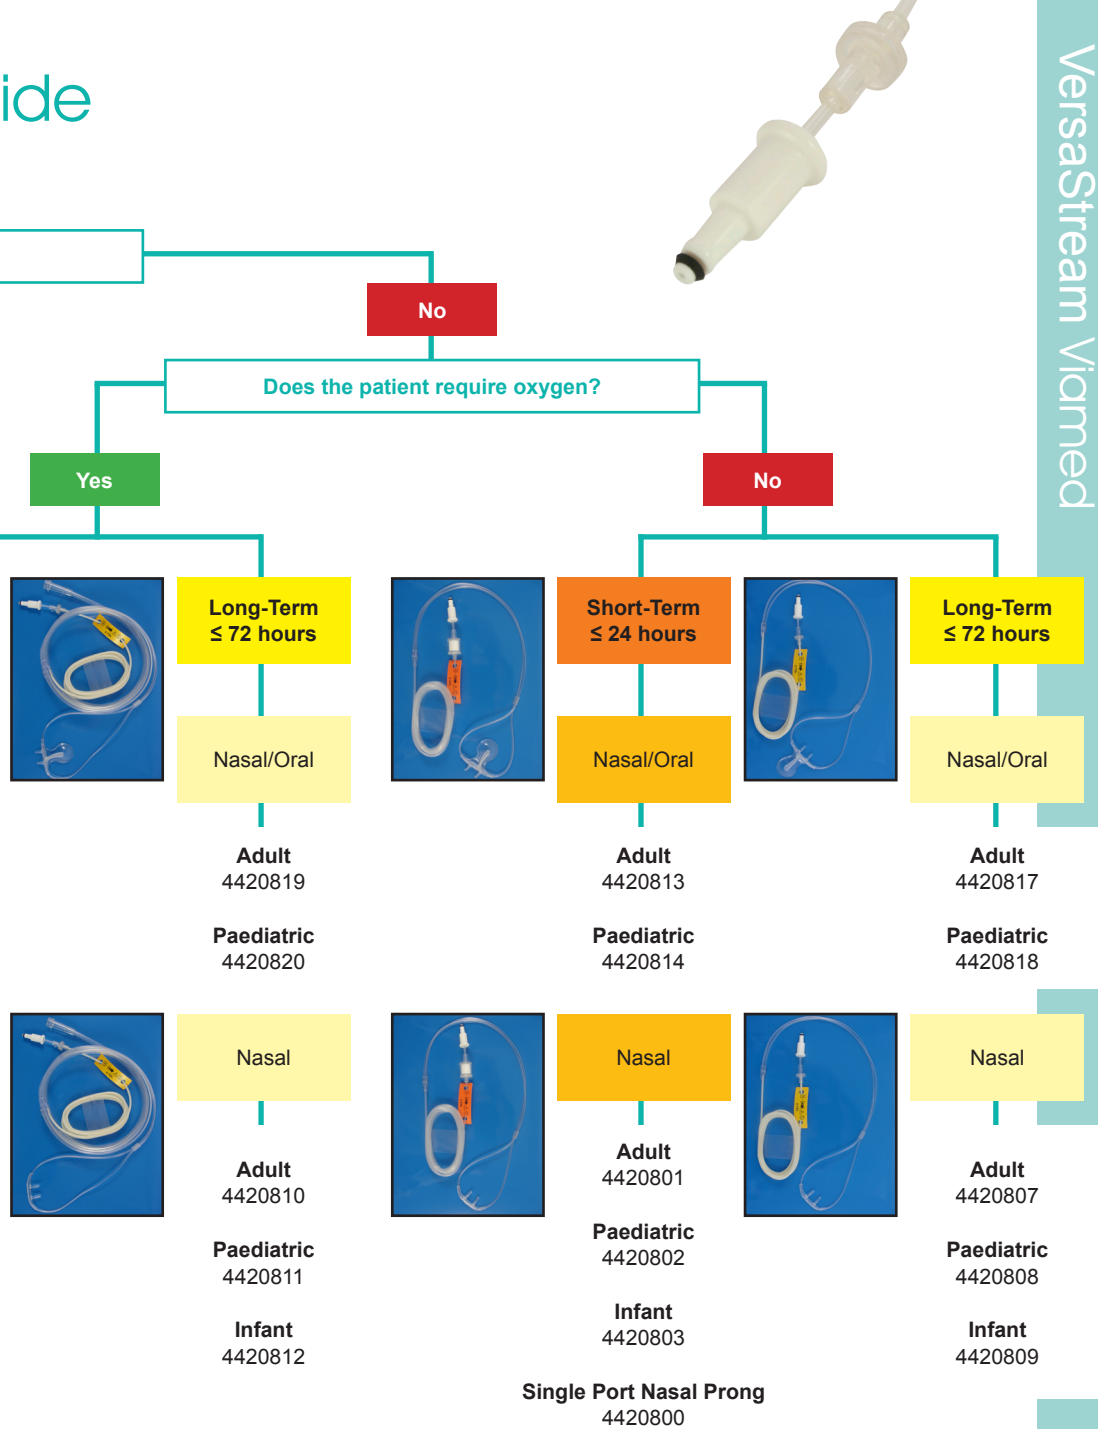 ide
No
Does the patient require oxygen?
Yes
No
Long-Term
≤ 72 hours
Nasal/Oral
Adult
4420819
Paediatric
4420820
Nasal
Adult
4420810
Paediatric
4420811
Infant
4420812
Short-Term
≤ 24 hours
Nasal/Oral
Adult
4420813
Paediatric
4420814
Nasal
Adult
4420801
Paediatric
4420802
Infant
4420803
Single Port Nasal Prong
4420800
Long-Term
≤ 72 hours
Nasal/Oral
Adult
4420817
Paediatric
4420818
Nasal
Adult
4420807
Paediatric
4420808
Infant
4420809
VersaStream Viamed